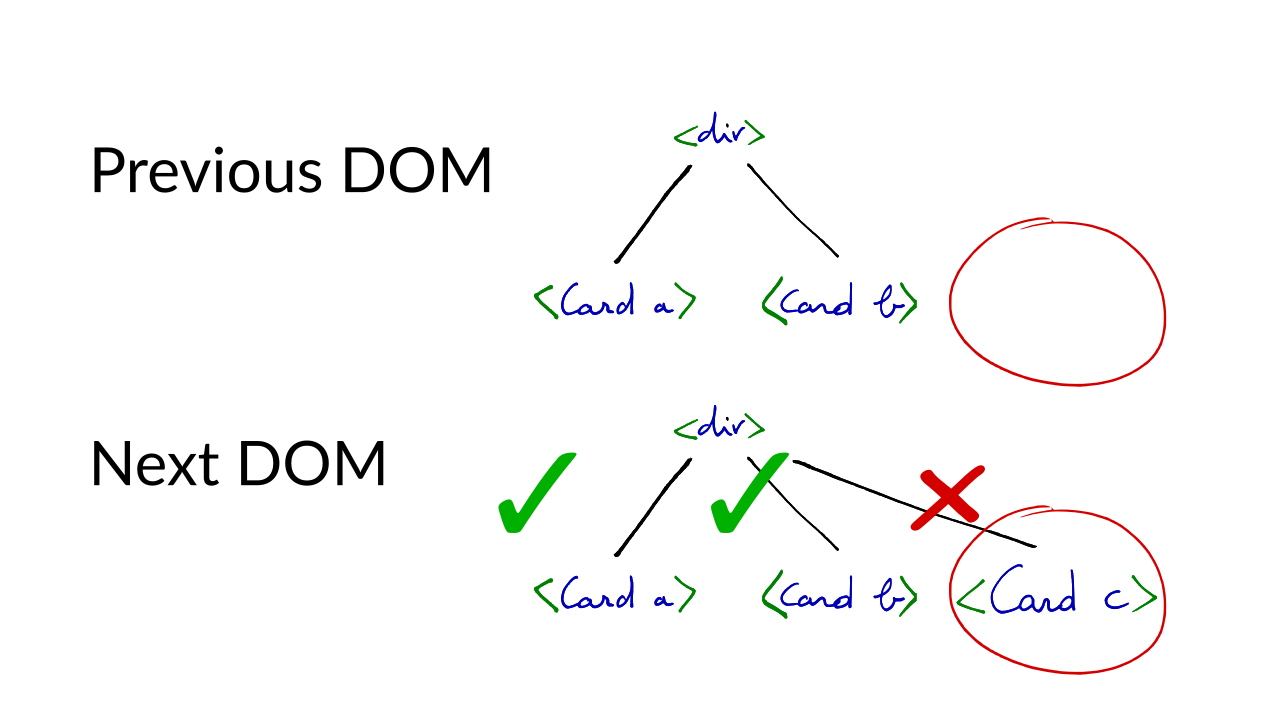 Previous DOM
<div>
<Card a> <Card b>
Next DOM
<div>
<Card a> <Card b> <Card c>